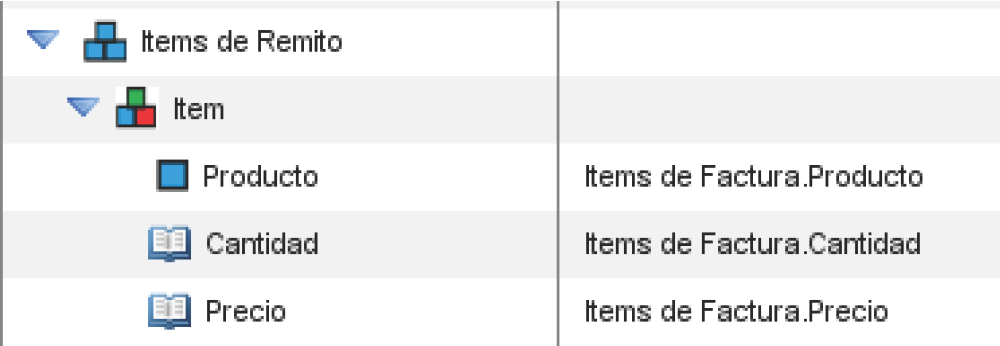 Items de Remito
Item
Producto Items de Factura.Producto
Cantidad Items de Factura.Cantidad
Precio Items de Factura.Precio